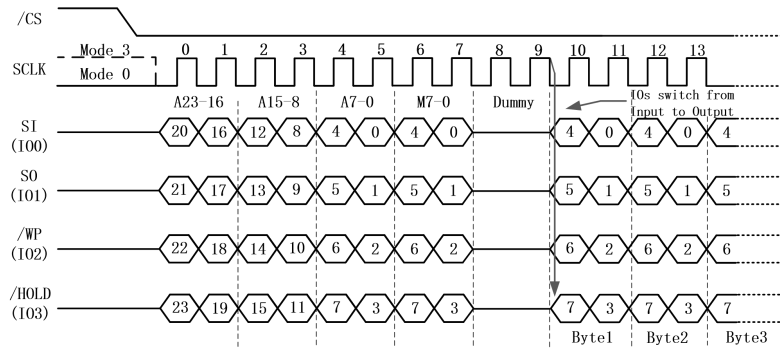 /CS
Mode 3 0 1 2 3 4 5 6 7 8 9 10 11 12 13
SCLK Mode 0
A23-16 A15-8 A7-0 M7-0 Dummy IOs switch from
Input to Output
SI
(IO0) 20 16 12 8 4 0 4 0 4 0 4 0 4
SO
(IO1) 21 17 13 9 5 1 5 1 5 1 5 1 5
/WP
(IO2) 22 18 14 10 6 2 6 2 6 2 6 2 6
/HOLD
(IO3) 23 19 15 11 7 3 7 3 7 3 7 3 7
Byte1 Byte2 Byte3